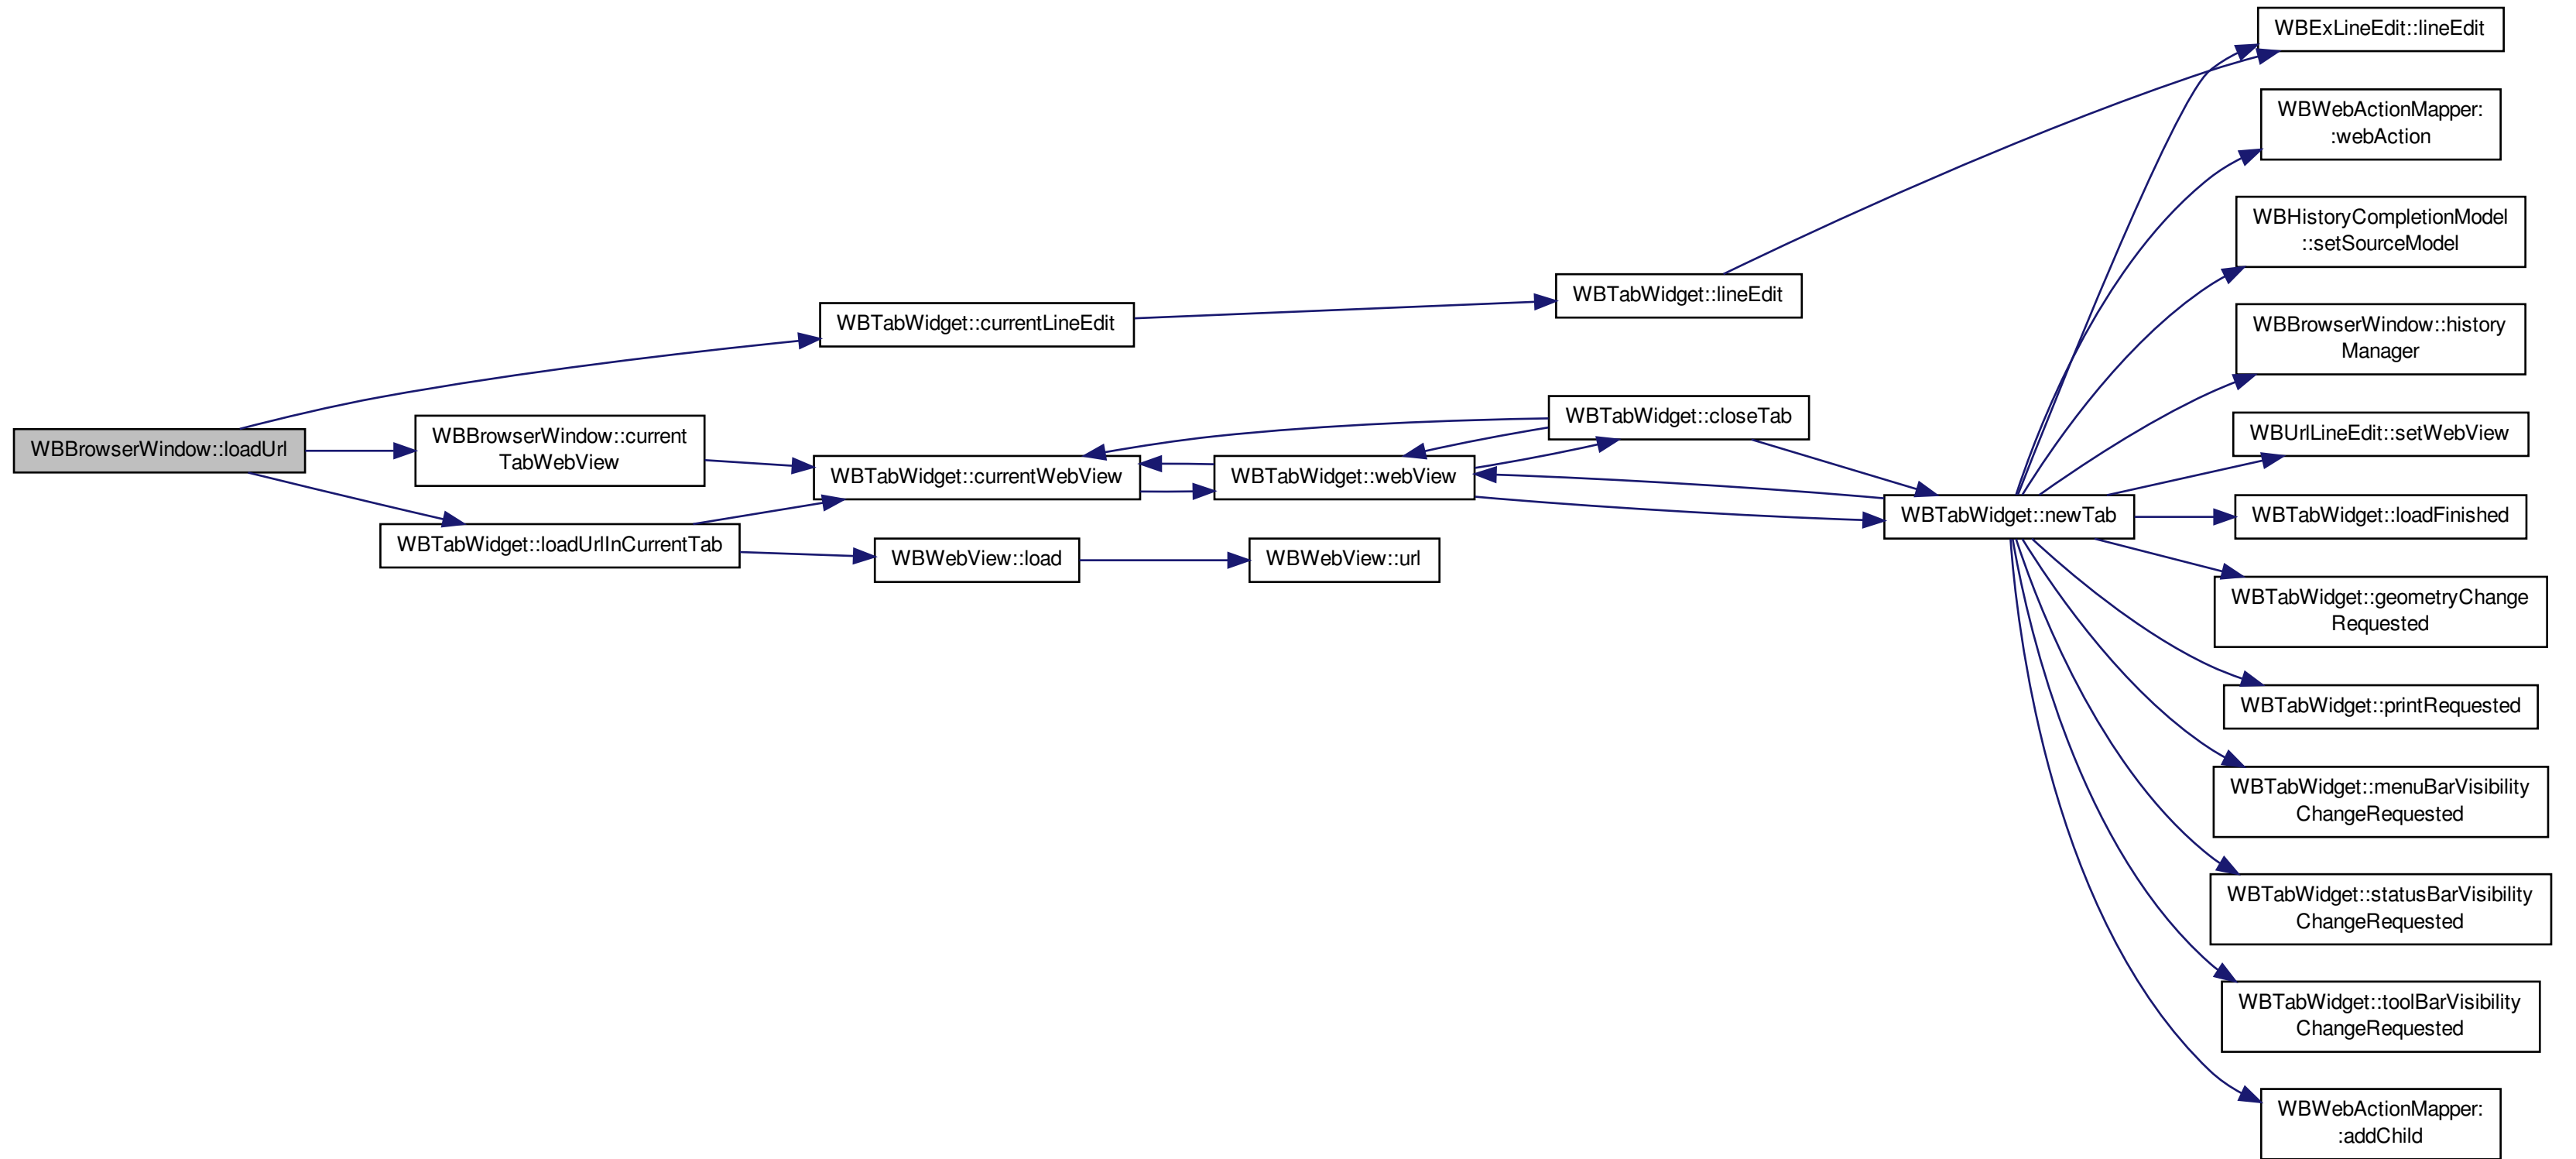 WBBrowserWindow::loadUrl
WBTabWidget::currentLineEdit
WBBrowserWindow::current
TabWebView
WBTabWidget::loadUrlInCurrentTab
WBTabWidget::currentWebView
WBWebView::load
WBTabWidget::lineEdit
WBTabWidget::closeTab
WBTabWidget::webView
WBWebView::url
WBTabWidget::newTab
WBExLineEdit::lineEdit
WBWebActionMapper:
:webAction
WBHistoryCompletionModel
::setSourceModel
WBBrowserWindow::history
Manager
WBUrlLineEdit::setWebView
WBTabWidget::loadFinished
WBTabWidget::geometryChange
Requested
WBTabWidget::printRequested
WBTabWidget::menuBarVisibility
ChangeRequested
WBTabWidget::statusBarVisibility
ChangeRequested
WBTabWidget::toolBarVisibility
ChangeRequested
WBWebActionMapper:
:addChild